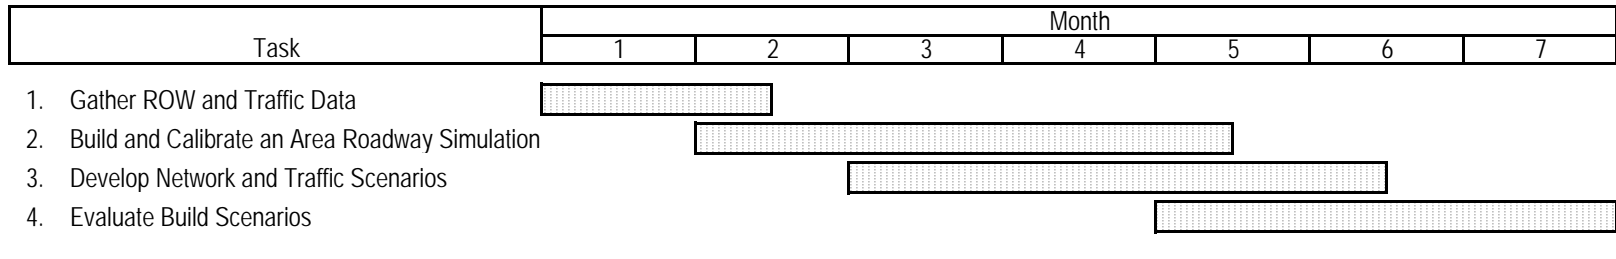 Month
Task 1 2 3 4 5 6 7
1. Gather ROW and Traffic Data
2. Build and Calibrate an Area Roadway Simulation
3. Develop Network and Traffic Scenarios
4. Evaluate Build Scenarios